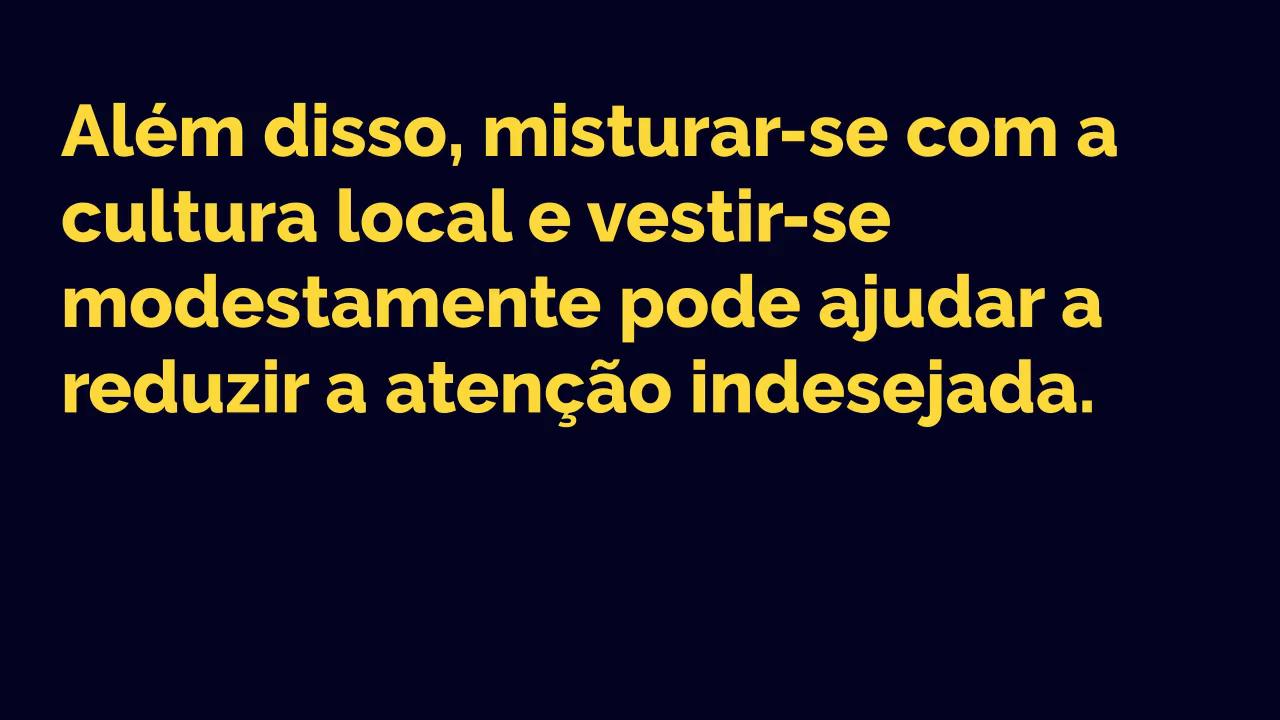 Além disso, misturar-se com a
cultura local e vestir-se
modestamente pode ajudar a
reduzir a atenção indesejada.